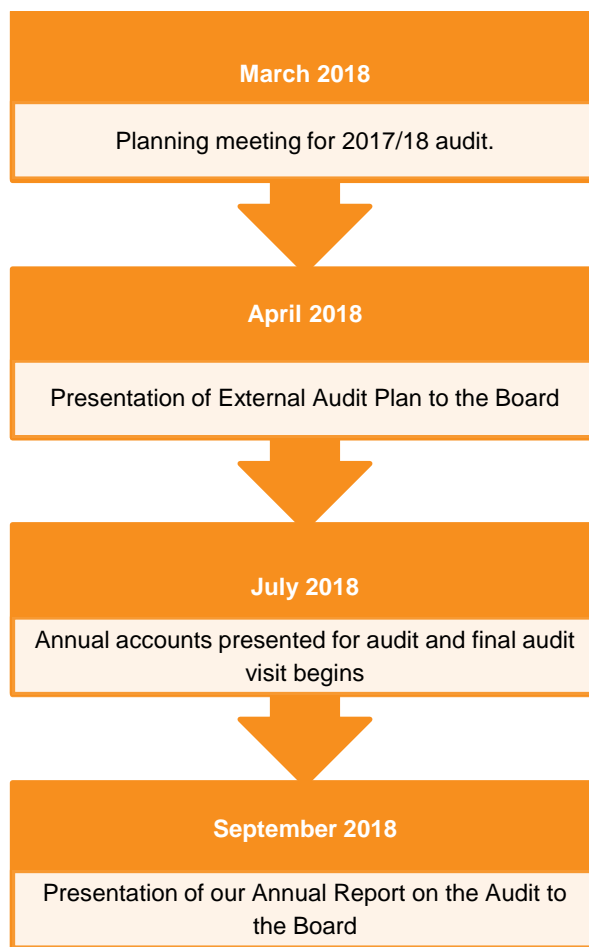 March 2018
Planning meeting for 2017/18 audit.
April 2018
Presentation of External Audit Plan to the Board
July 2018
Annual accounts presented for audit and final audit
visit begins
September 2018
Presentation of our Annual Report on the Audit to
the Board